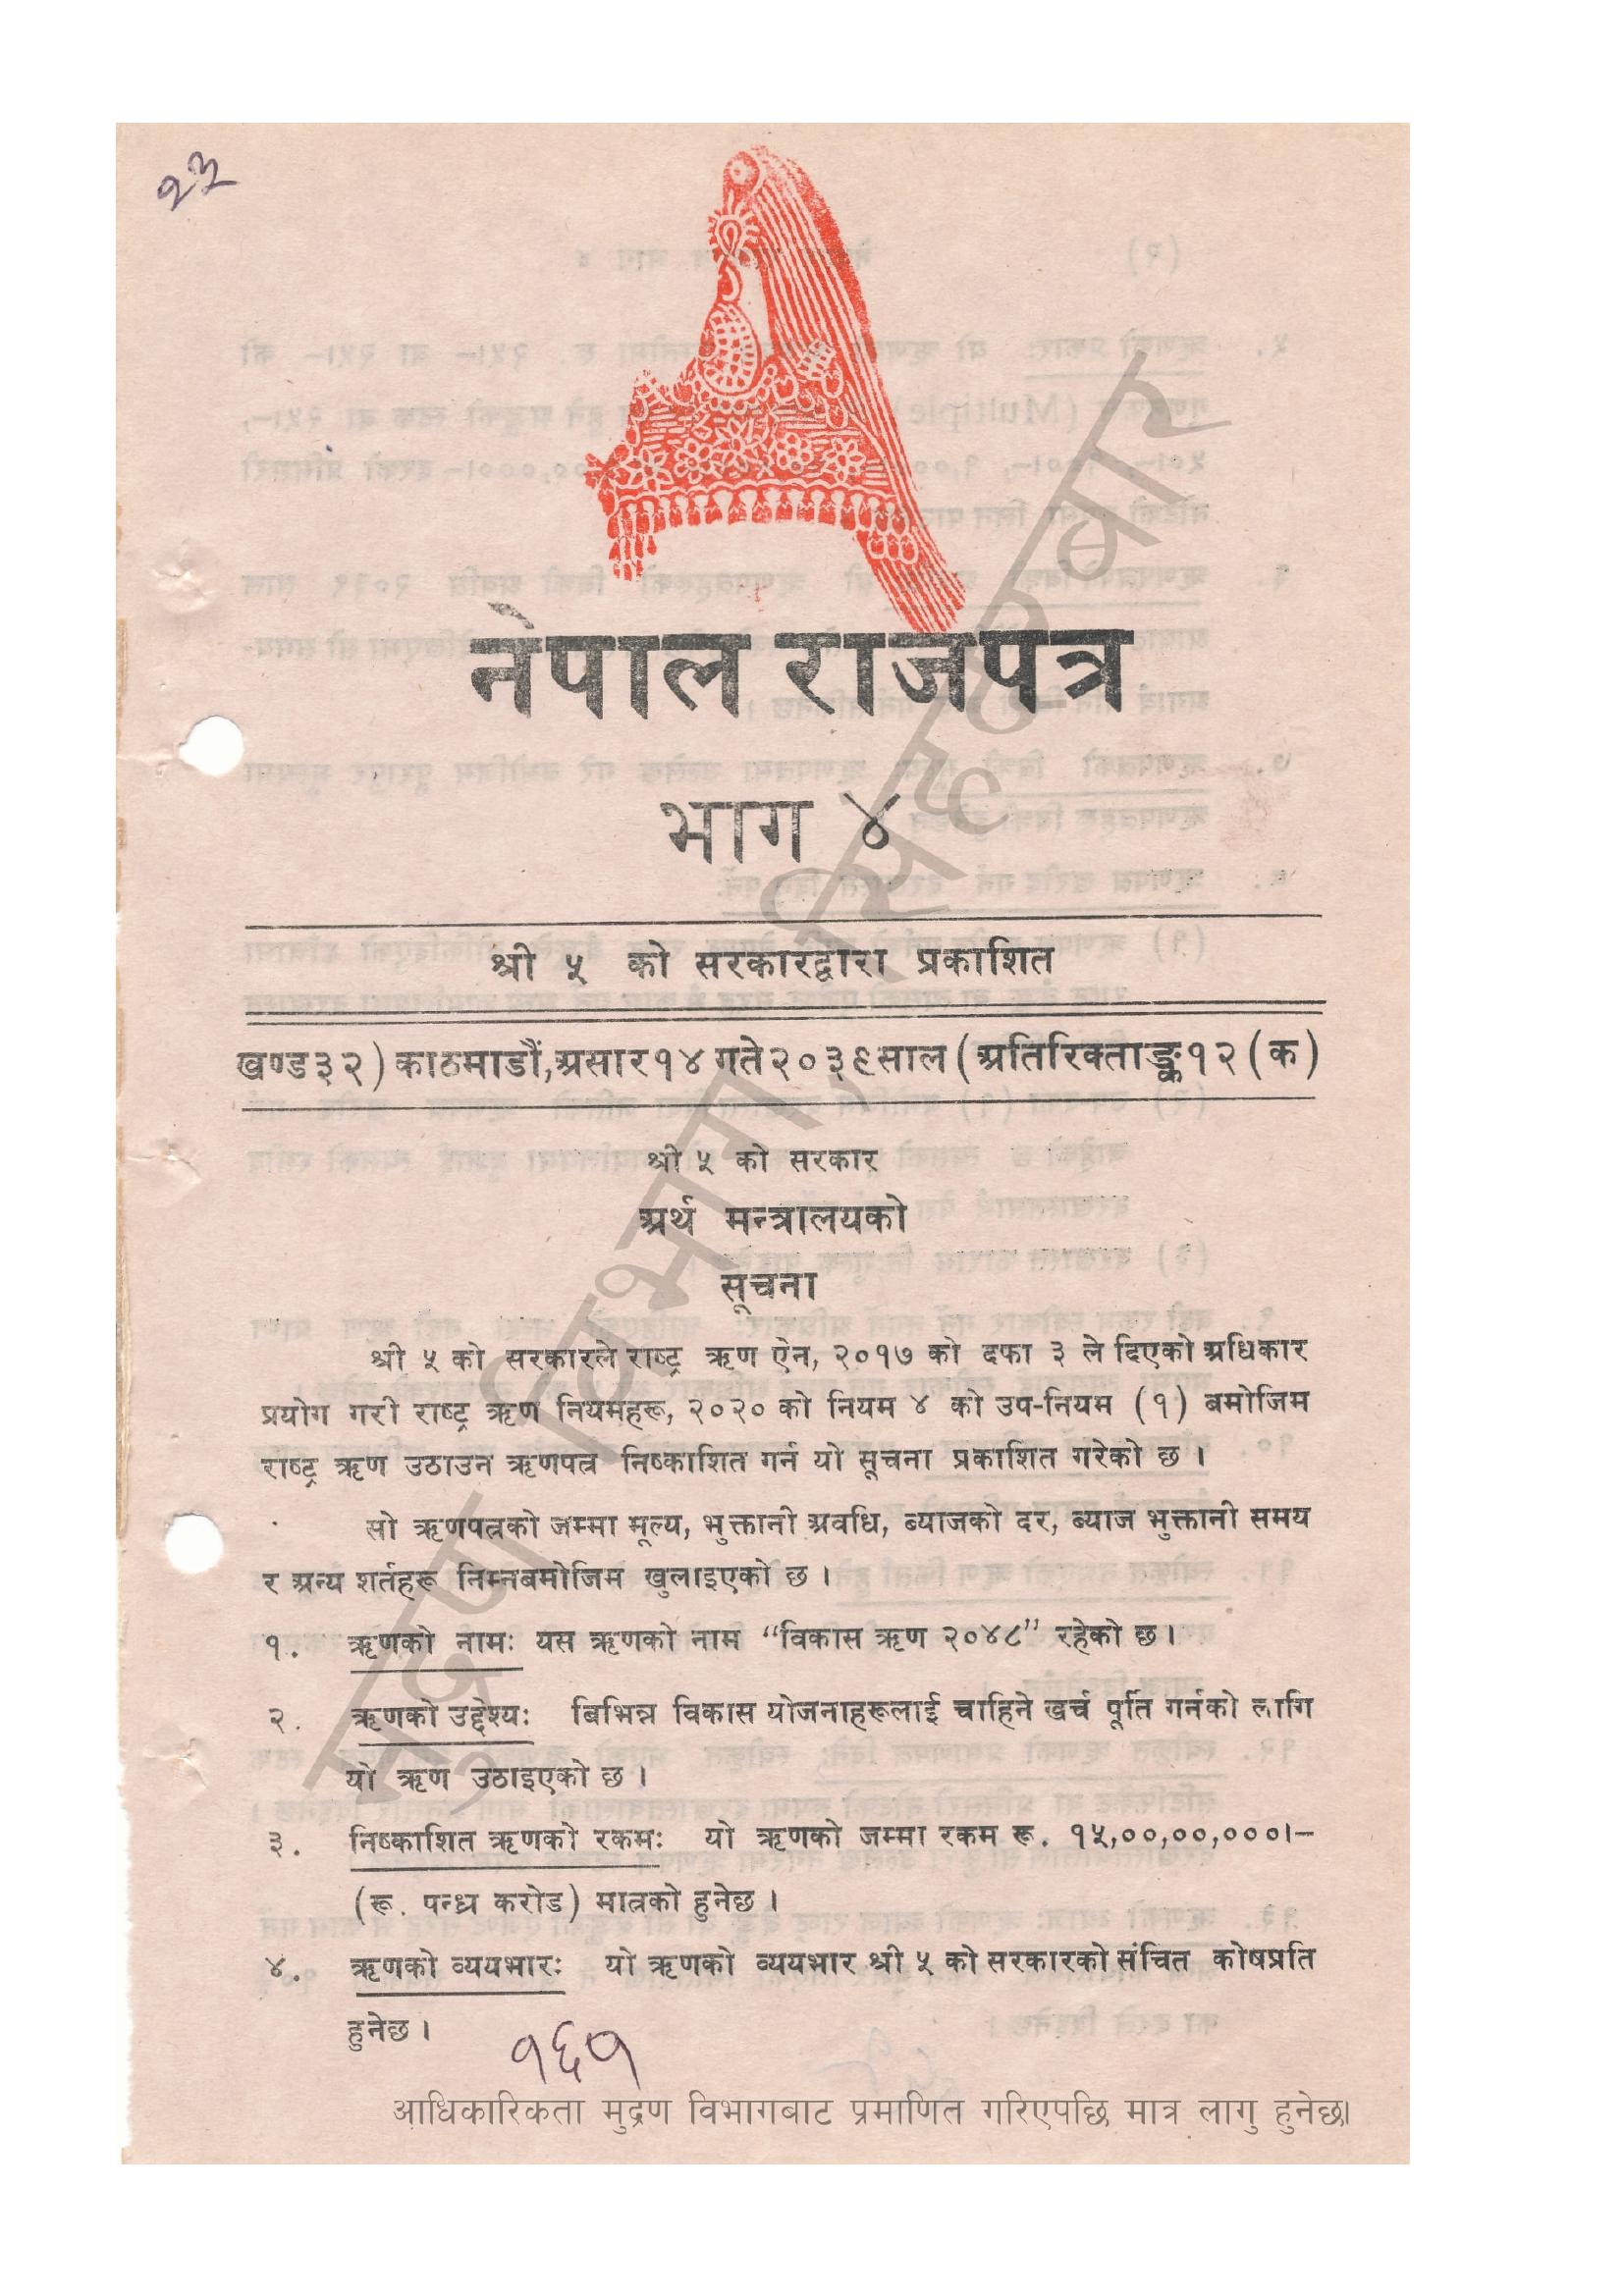 २३
नेपाल राजपत्र
भाग ४
श्री ५ को सरकारद्वारा प्रकाशित
खण्ड ३२) काठमाडौं, असार १४ गते २०३९ साल (अतिरिक्ताङ्क १२ (क)
श्री ५ को सरकार
अर्थ मन्त्रालयको
सूचना
श्री ५ को सरकारले राष्ट्र ऋण ऐन, २०१७ को दफा ३ ले दिएको अधिकार
प्रयोग गरी राष्ट्र ऋण नियमहरू, २०२० को नियम ४ को उप-नियम (१) बमोजिम
राष्ट्र ऋण उठाउन ऋणपत्र निष्काशित गर्न यो सूचना प्रकाशित गरेको छ ।
सो ऋणपत्रको जम्मा मूल्य, भुक्तानी अवधि, ब्याजको दर, ब्याज भुक्तानी समय
र अन्य शर्तहरू निम्नबमोजिम खुलाइएको छ ।
१. ऋणको नामः यस ऋणको नाम “विकास ऋण २०४८” रहेको छ ।
२. ऋणको उद्देश्यः बिभिन्न विकास योजनाहरूलाई चाहिने खर्च पूर्ति गर्नको लागि
यो ऋण उठाइएको छ ।
३. निष्काशित ऋणको रकमः यो ऋणको जम्मा रकम रू. १५,००,००,०००।–
(रू. पन्ध्र करोड) मात्रको हुनेछ ।
४. ऋणको व्ययभारः यो ऋणको व्ययभार श्री ५ को सरकारको संचित कोषप्रति
हुनेछ ।
१६१
आधिकारिकता मुद्रण विभागबाट प्रमाणित गरिएपछि मात्र लागु हुनेछ।
मुद्रण विभाग, सिंहदरबार